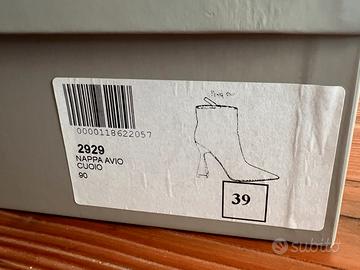 0000118622057
2929
NAPPA AVIO
CUOIO
90
39
subito